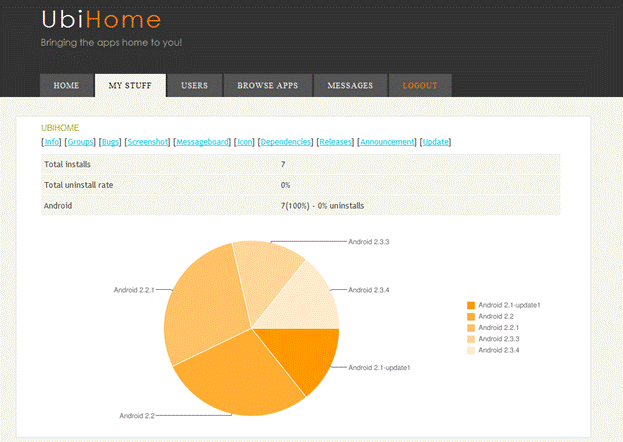 UbiHome
Bringing the apps home to you!
HOME MY STUFF USERS BROWSE APPS MESSAGES LOGOUT
UBIHOME
[Info] [Groups] [Bugs] [Screenshot] [Messageboard] [Icon] [Dependencies] [Releases] [Announcement] [Update]
Total installs 7
Total uninstall rate 0%
Android 7(100%) - 0% uninstalls
Android 2.3.3
Android 2.2.1
Android 2.3.4
Android 2.1-update1
Android 2.2
Android 2.1-update1
Android 2.2
Android 2.2.1
Android 2.3.3
Android 2.3.4